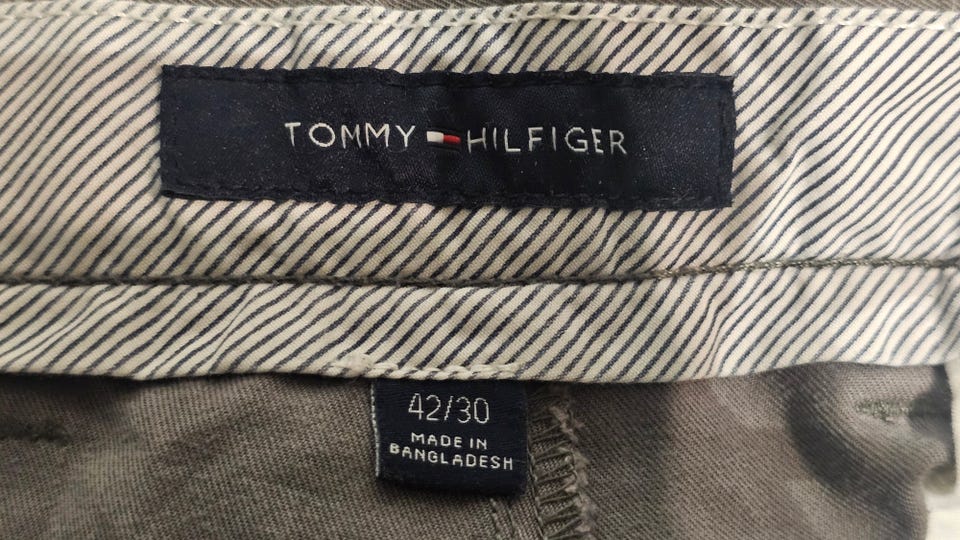 TOMMY HILFIGER
42/30
MADE IN
BANGLADESH